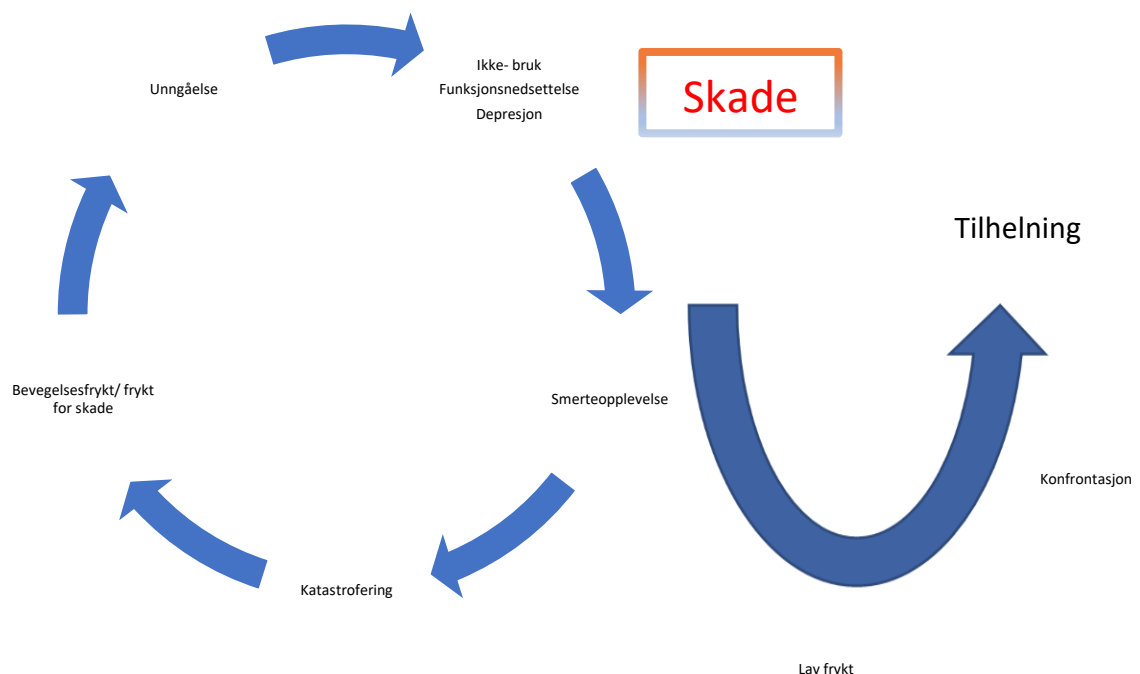 Unngåelse
Ikke- bruk
Funksjonsnedsettelse
Depresjon
Skade
Tilhelning
Bevegelsesfrykt/ frykt
for skade
Smerteopplevelse
Konfrontasjon
Katastrofering
Lav frykt